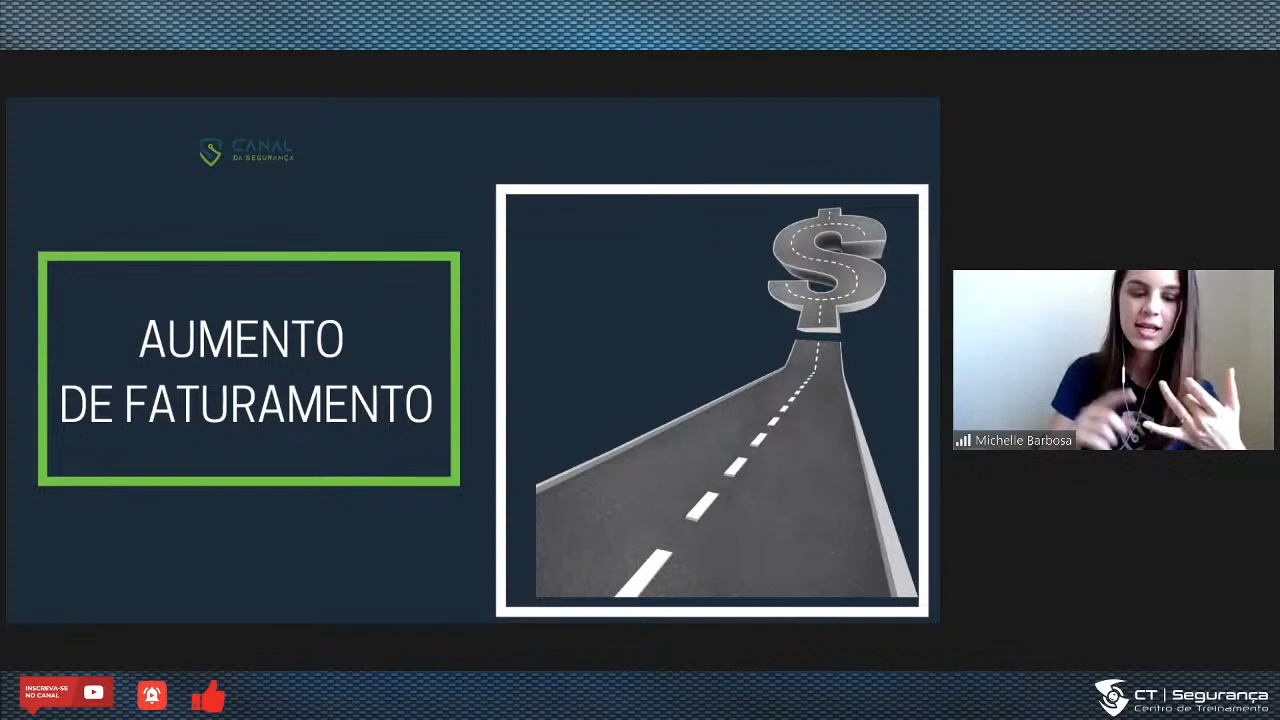 CANAL
DA SEGURANÇA
AUMENTO
DE FATURAMENTO
Michelle Barbosa
INSCREVA-SE
NO CANAL
CT | Segurança
Centro de Treinamento